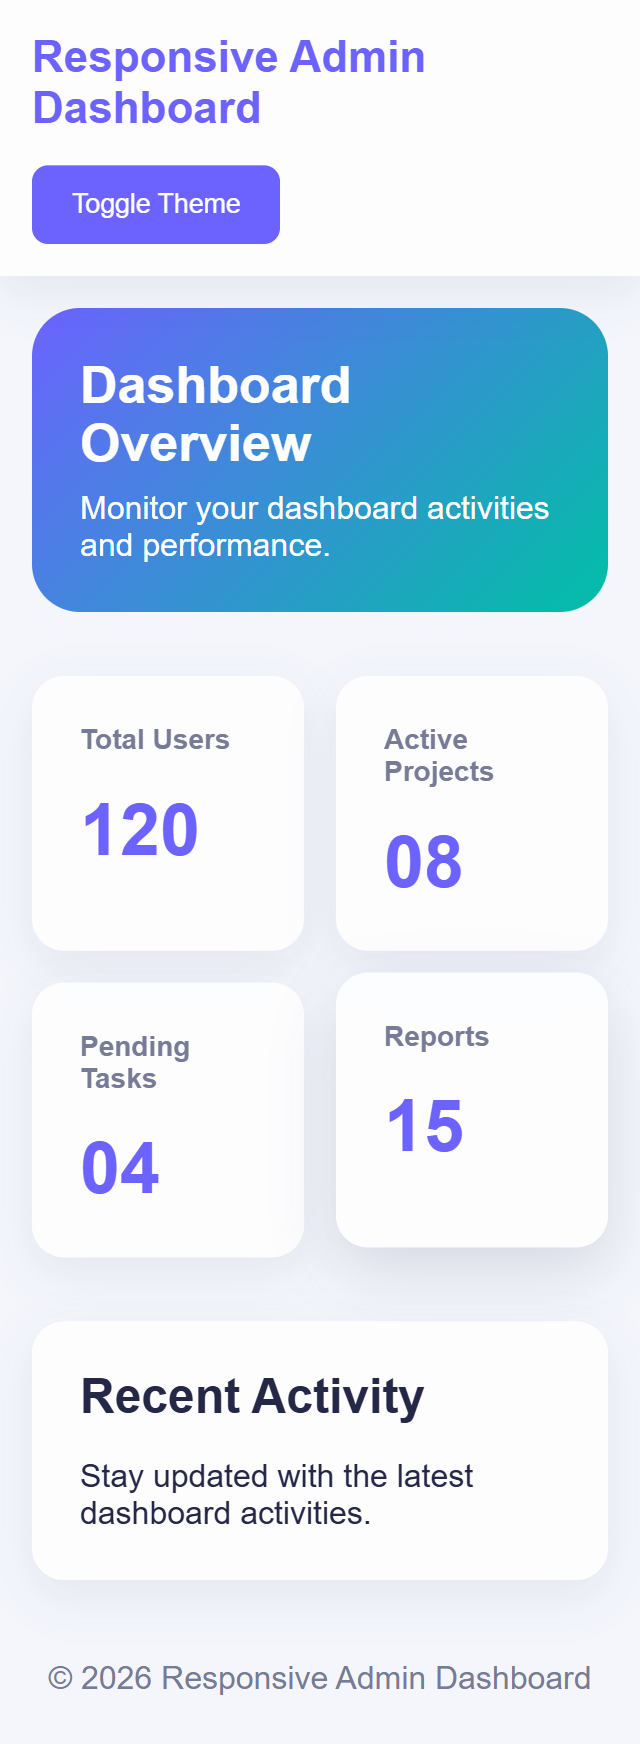 Responsive Admin
Dashboard
Toggle Theme
Dashboard
Overview
Monitor your dashboard activities
and performance.
Total Users
120
Active
Projects
08
Pending
Tasks
04
Reports
15
Recent Activity
Stay updated with the latest
dashboard activities.
© 2026 Responsive Admin Dashboard